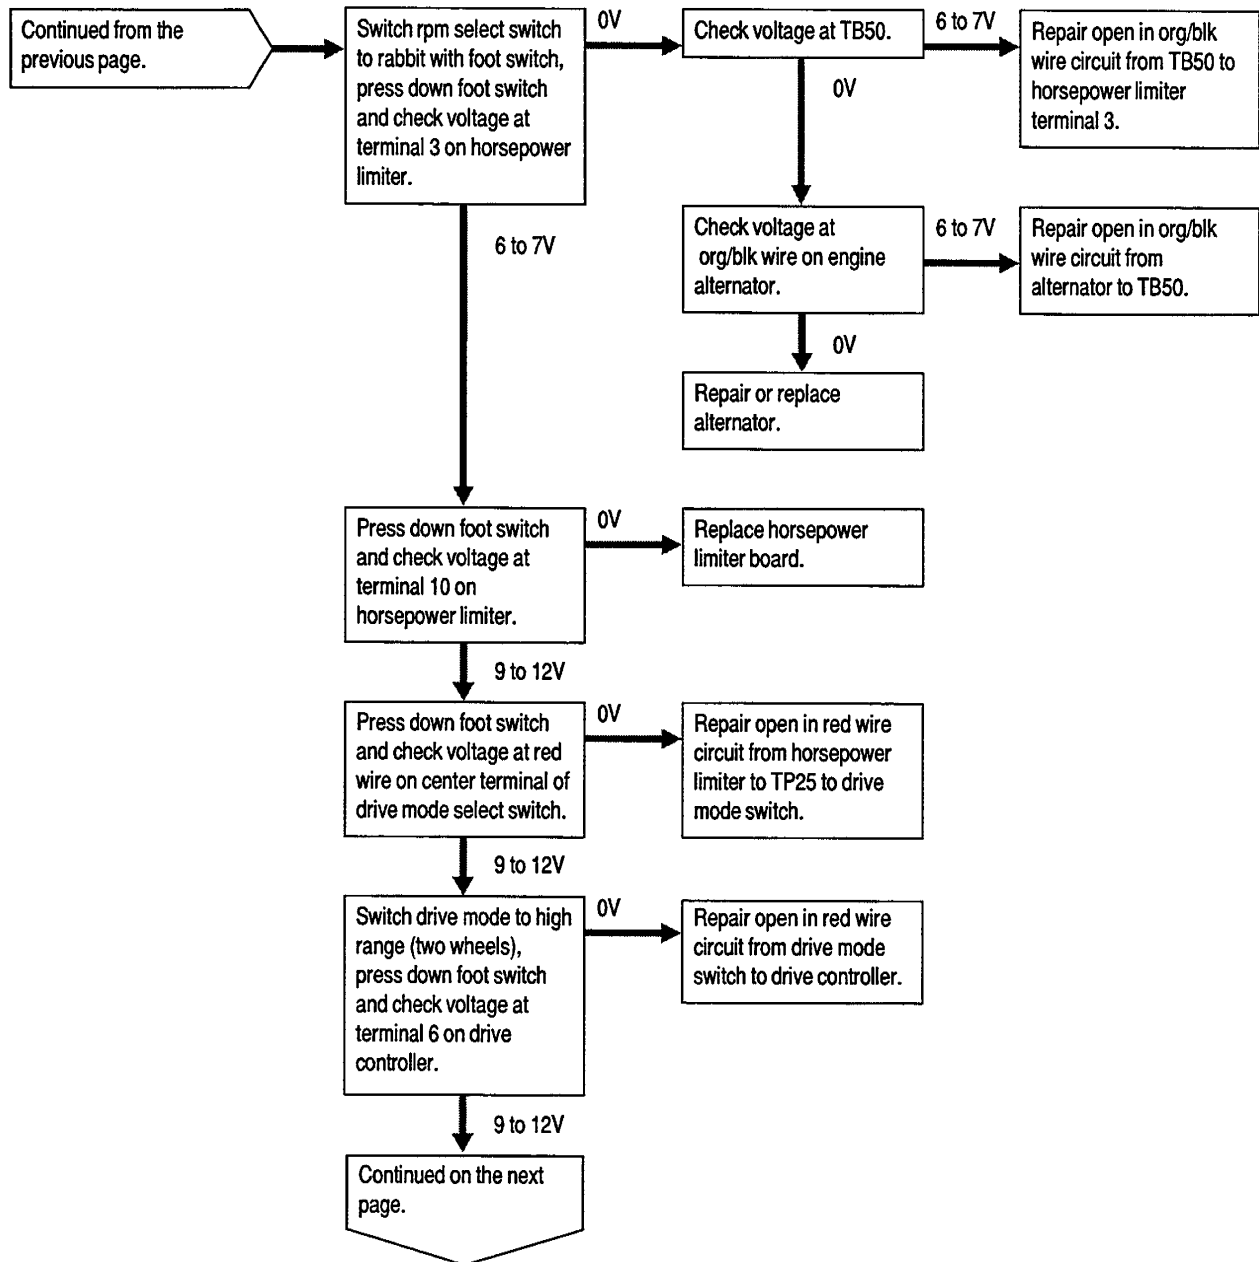 Continued from the
previous page.
Switch rpm select switch
to rabbit with foot switch,
press down foot switch
and check voltage at
terminal 3 on horsepower
limiter.
0V
Check voltage at TB50.
6 to 7V
Repair open in org/blk
wire circuit from TB50 to
horsepower limiter
terminal 3.
0V
6 to 7V
Check voltage at
org/blk wire on engine
alternator.
6 to 7V
Repair open in org/blk
wire circuit from
alternator to TB50.
0V
Repair or replace
alternator.
Press down foot switch
and check voltage at
terminal 10 on
horsepower limiter.
0V
Replace horsepower
limiter board.
9 to 12V
Press down foot switch
and check voltage at red
wire on center terminal of
drive mode select switch.
0V
Repair open in red wire
circuit from horsepower
limiter to TP25 to drive
mode switch.
9 to 12V
Switch drive mode to high
range (two wheels),
press down foot switch
and check voltage at
terminal 6 on drive
controller.
0V
Repair open in red wire
circuit from drive mode
switch to drive controller.
9 to 12V
Continued on the next
page.